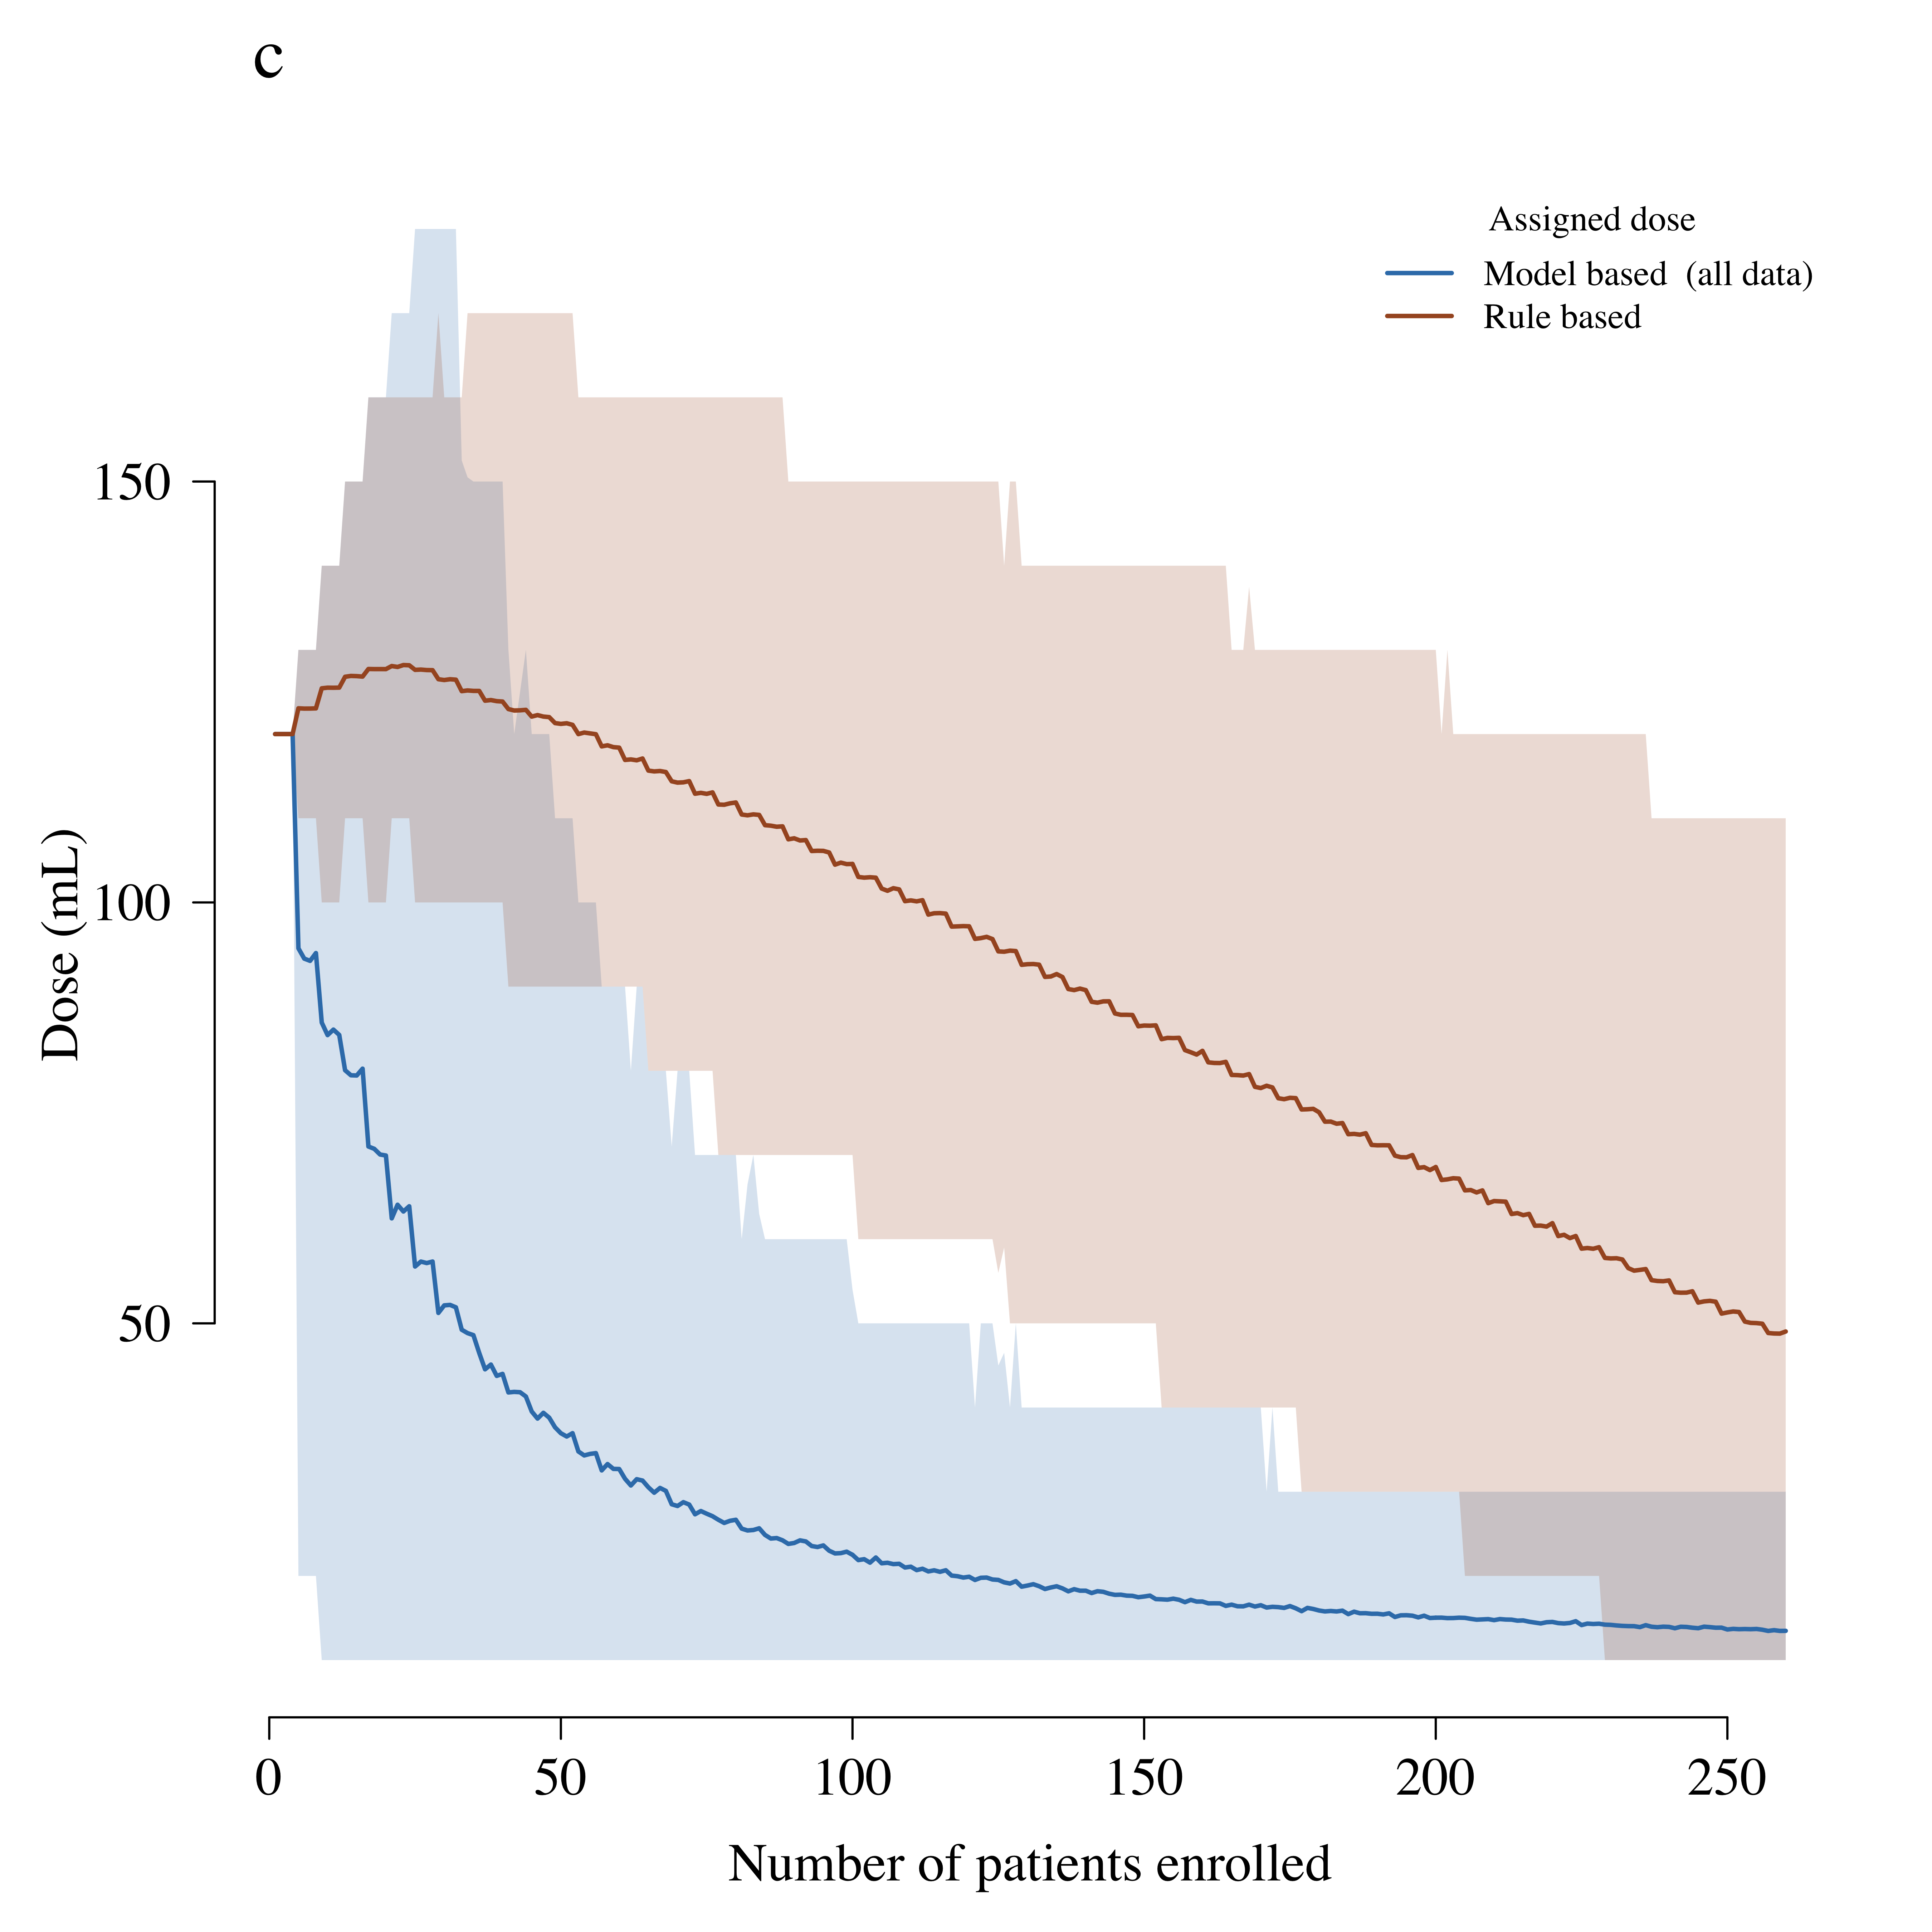 c
Assigned dose
Model based (all data)
Rule based
150
100
50
Dose (mL)
0 50 100 150 200 250
Number of patients enrolled